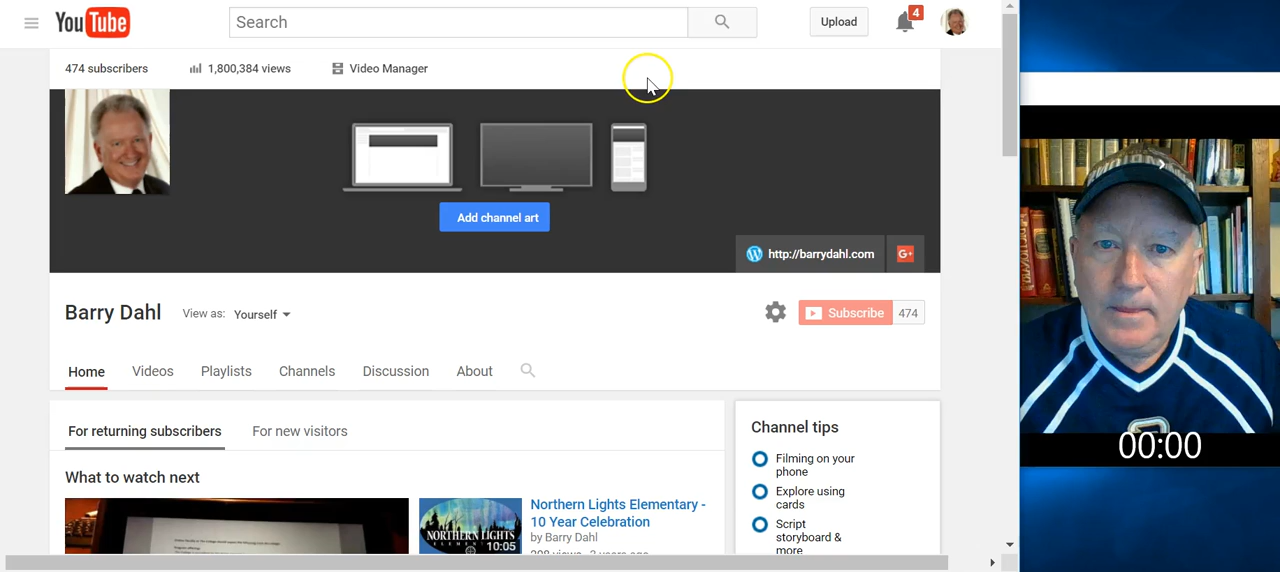 YouTube
Search
Upload
4
474 subscribers
1,800,384 views
Video Manager
Add channel art
http://barrydahl.com
G+
Barry Dahl
View as: Yourself
Subscribe 474
Home
Videos
Playlists
Channels
Discussion
About
For returning subscribers
For new visitors
What to watch next
NORTHERN LIGHTS
10:05
Northern Lights Elementary -
10 Year Celebration
by Barry Dahl
Channel tips
Filming on your
phone
Explore using
cards
Script
storyboard &
more
00:00